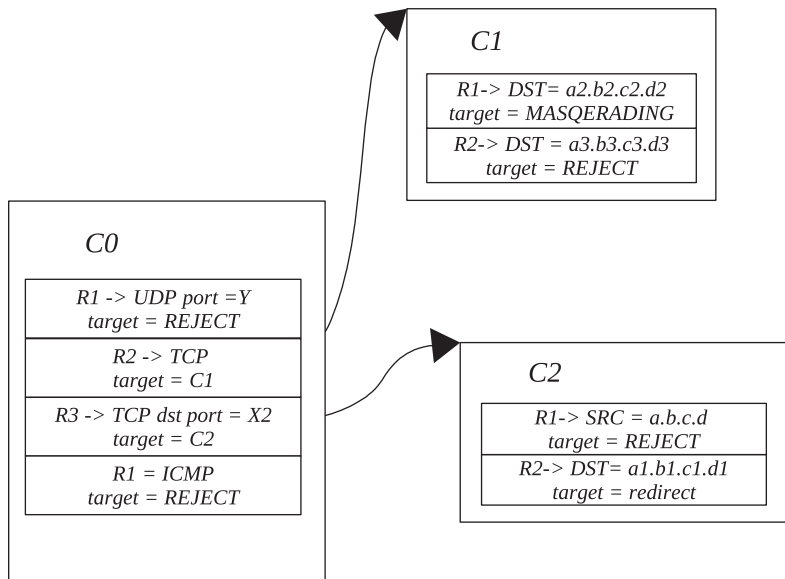 C1
R1-> DST= a2.b2.c2.d2
target = MASQERADING
R2-> DST = a3.b3.c3.d3
target = REJECT
C0
R1 -> UDP port =Y
target = REJECT
R2 -> TCP
target = C1
R3 -> TCP dst port = X2
target = C2
R1 = ICMP
target = REJECT
C2
R1-> SRC = a.b.c.d
target = REJECT
R2-> DST= a1.b1.c1.d1
target = redirect